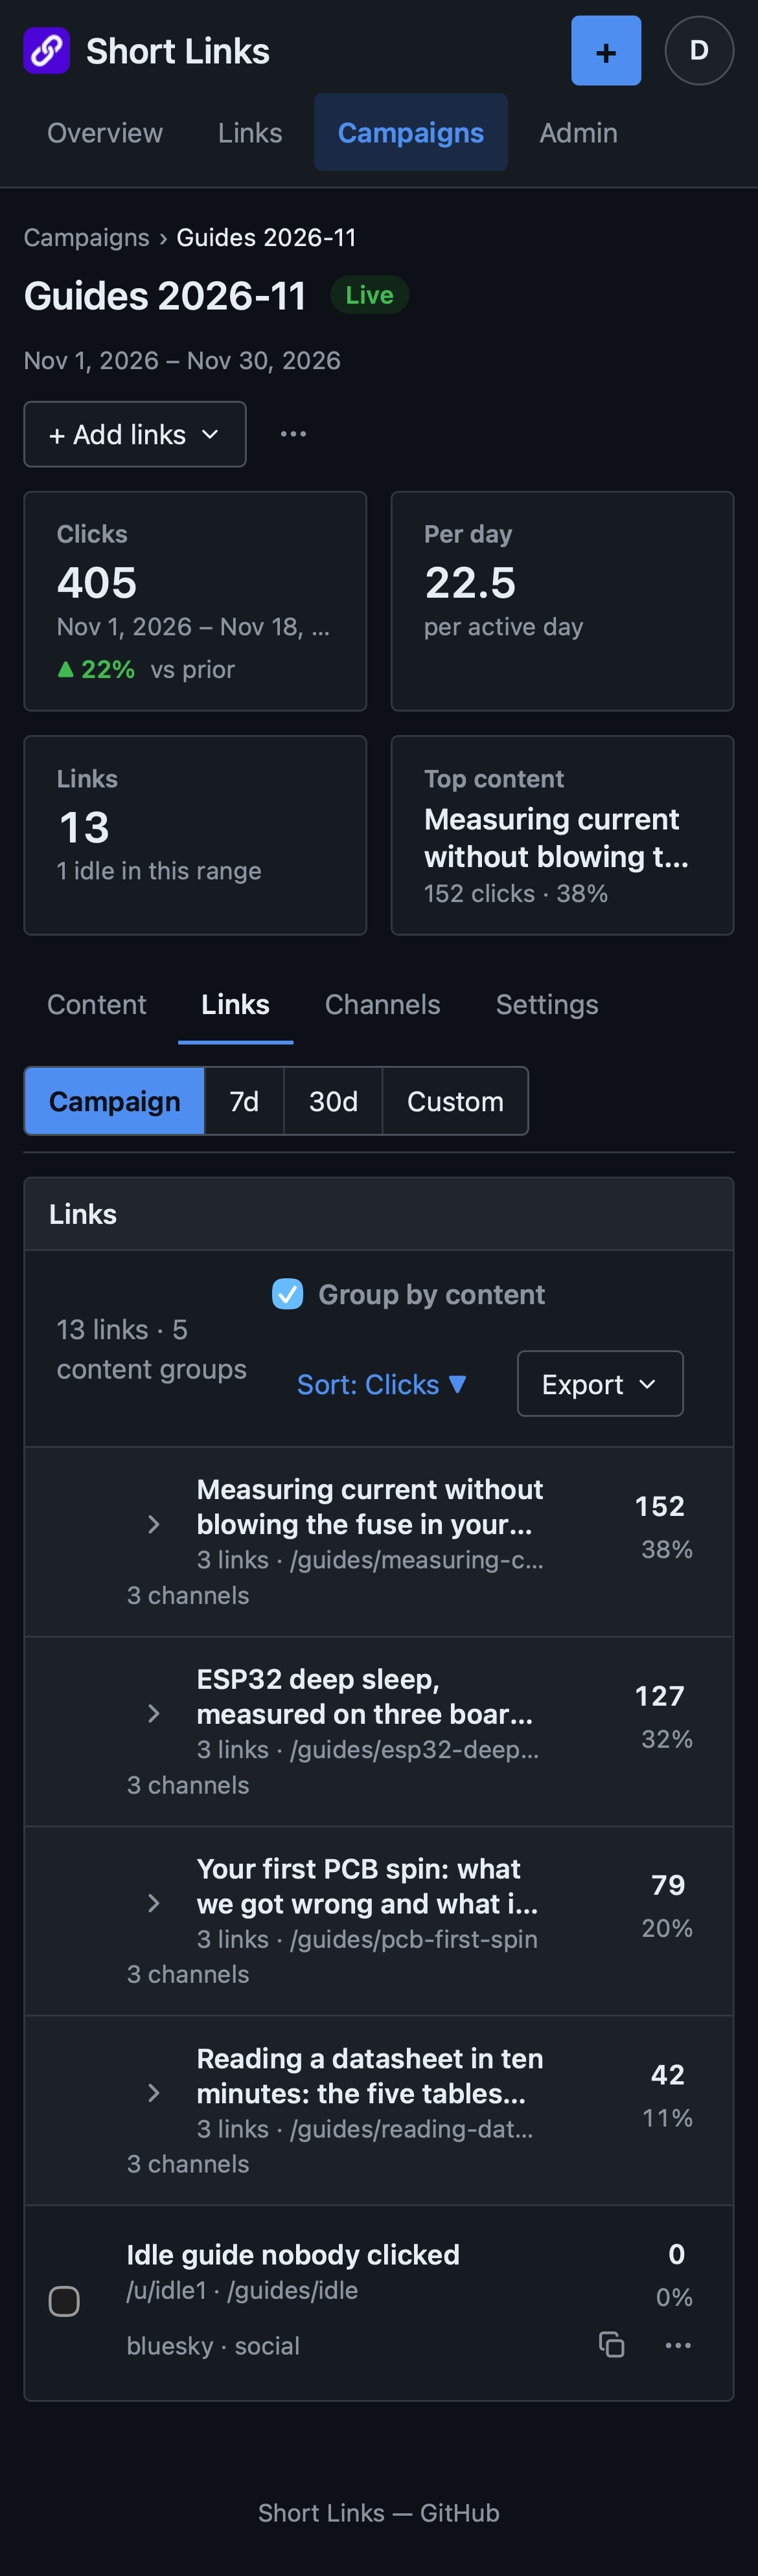 Short Links
+
D
Overview
Links
Campaigns
Admin
Campaigns › Guides 2026-11
Guides 2026-11
Live
Nov 1, 2026 – Nov 30, 2026
+ Add links
Clicks
405
Nov 1, 2026 – Nov 18, ...
▲ 22% vs prior
Per day
22.5
per active day
Links
13
1 idle in this range
Top content
Measuring current
without blowing t...
152 clicks · 38%
Content
Links
Channels
Settings
Campaign
7d
30d
Custom
Links
13 links · 5
content groups
Group by content
Sort: Clicks ▼
Export
Measuring current without
blowing the fuse in your...
3 links · /guides/measuring-c...
3 channels
152
38%
ESP32 deep sleep,
measured on three boar...
3 links · /guides/esp32-deep...
3 channels
127
32%
Your first PCB spin: what
we got wrong and what i...
3 links · /guides/pcb-first-spin
3 channels
79
20%
Reading a datasheet in ten
minutes: the five tables...
3 links · /guides/reading-dat...
3 channels
42
11%
Idle guide nobody clicked
/u/idle1 · /guides/idle
bluesky · social
0
0%
Short Links — GitHub